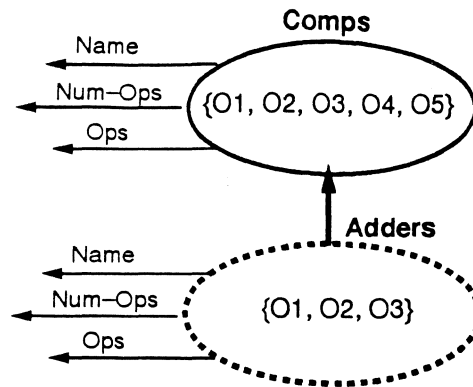 Comps
Name
Num-Ops
{O1, O2, O3, O4, O5}
Ops
Adders
Name
Num-Ops
{O1, O2, O3}
Ops